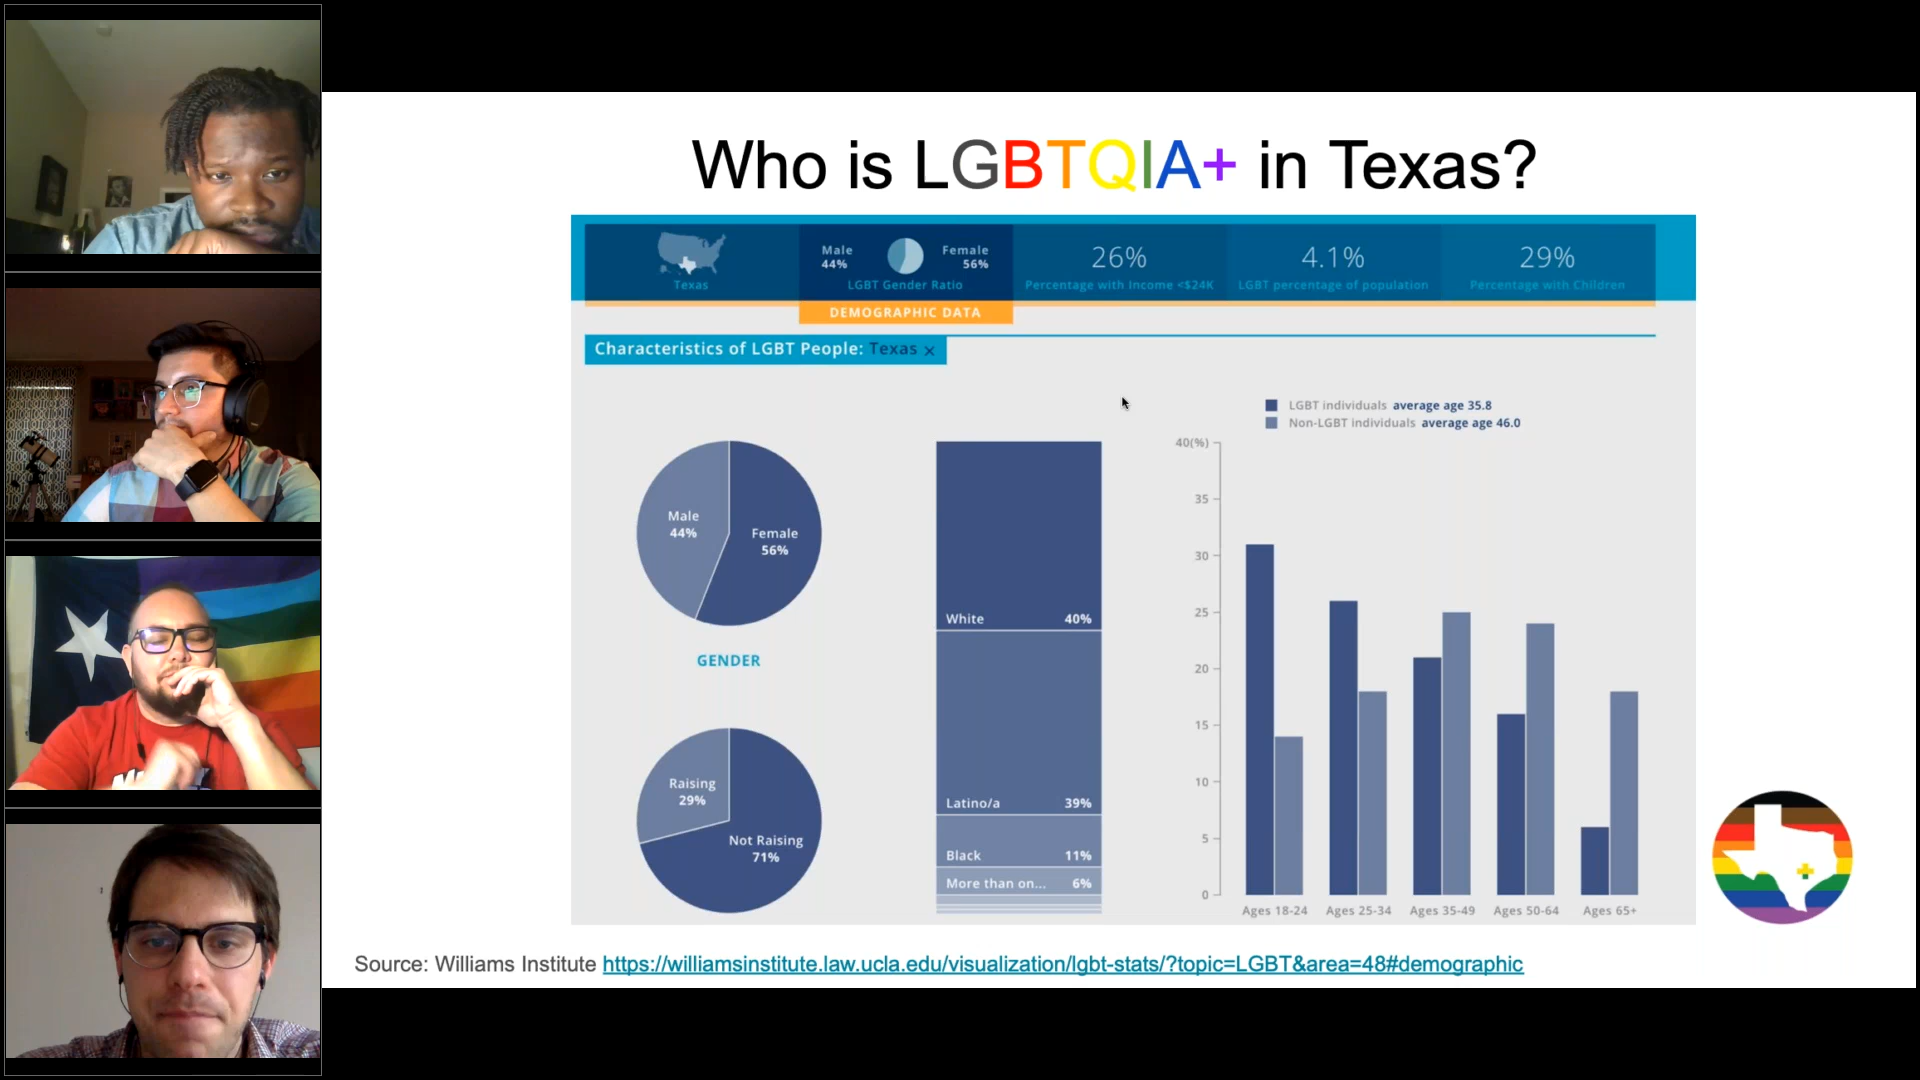 Who is LGBTQIA+ in Texas?
Texas
Male
44%
Female
56%
LGBT Gender Ratio
26%
Percentage with Income <$24K
4.1%
LGBT percentage of population
29%
Percentage with Children
DEMOGRAPHIC DATA
Characteristics of LGBT People: Texas ×
Male
44%
Female
56%
GENDER
Raising
29%
Not Raising
71%
White 40%
Latino/a 39%
Black 11%
More than on... 6%
LGBT individuals average age 35.8
Non-LGBT individuals average age 46.0
40(%)
35
30
25
20
15
10
5
0
Ages 18-24 Ages 25-34 Ages 35-49 Ages 50-64 Ages 65+
Source: Williams Institute https://williamsinstitute.law.ucla.edu/visualization/lgbt-stats/?topic=LGBT&area=48#demographic